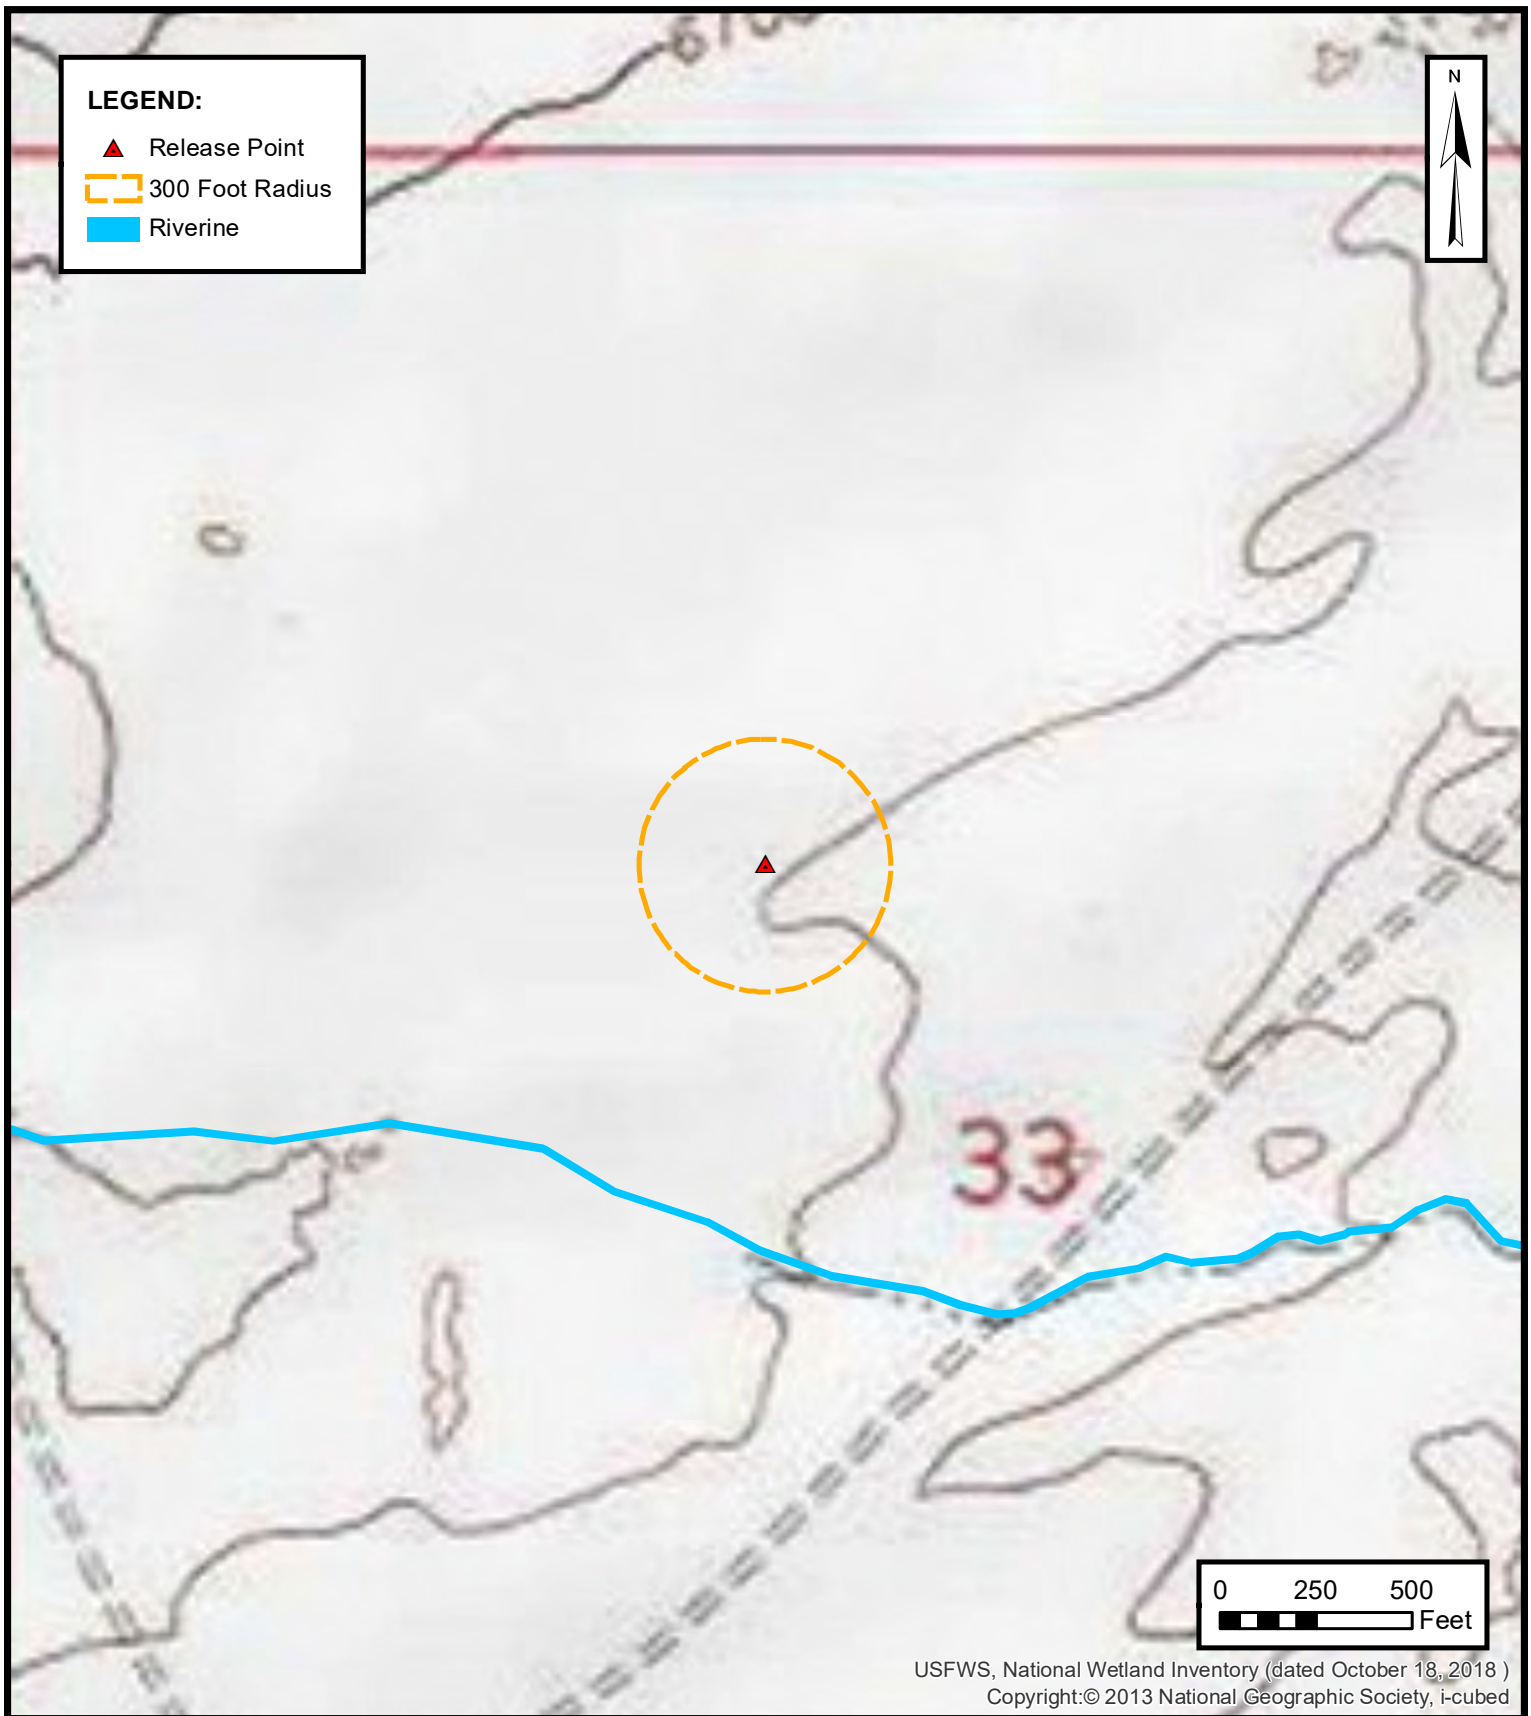 LEGEND:
Release Point
300 Foot Radius
Riverine
N
33
0 250 500
Feet
USFWS, National Wetland Inventory (dated October 18, 2018 )
Copyright:© 2013 National Geographic Society, i-cubed